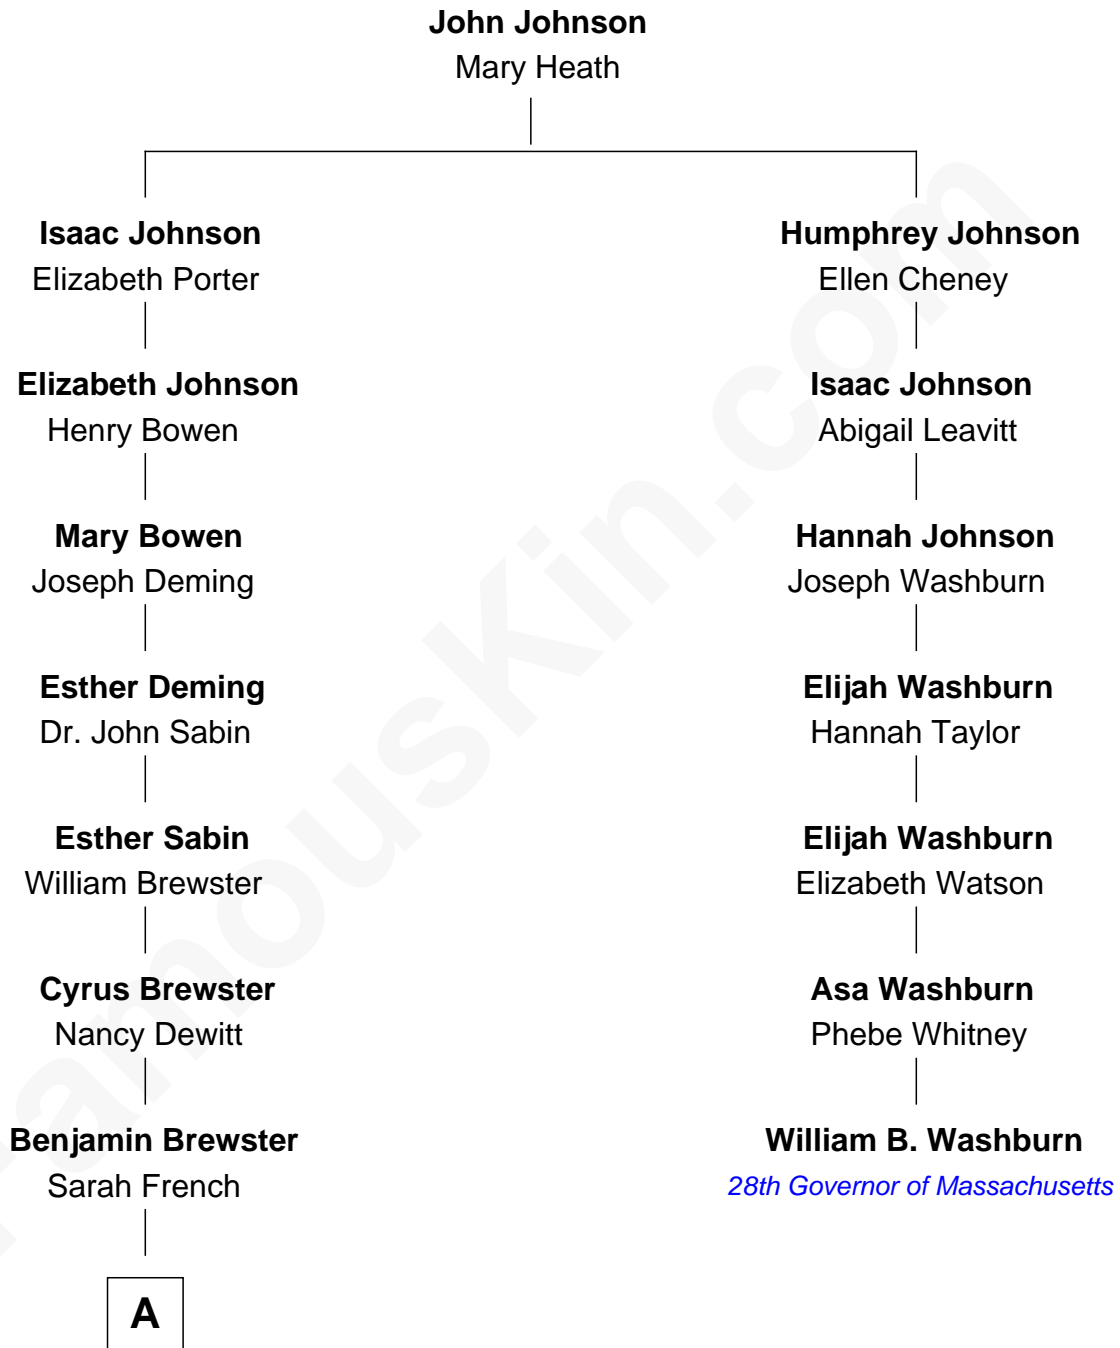 John Johnson
Mary Heath
Isaac Johnson
Elizabeth Porter
Humphrey Johnson
Ellen Cheney
Elizabeth Johnson
Henry Bowen
Isaac Johnson
Abigail Leavitt
Mary Bowen
Joseph Deming
Hannah Johnson
Joseph Washburn
Esther Deming
Dr. John Sabin
Elijah Washburn
Hannah Taylor
Esther Sabin
William Brewster
Elijah Washburn
Elizabeth Watson
Cyrus Brewster
Nancy Dewitt
Asa Washburn
Phebe Whitney
Benjamin Brewster
Sarah French
William B. Washburn
28th Governor of Massachusetts
A
FamousKin.com